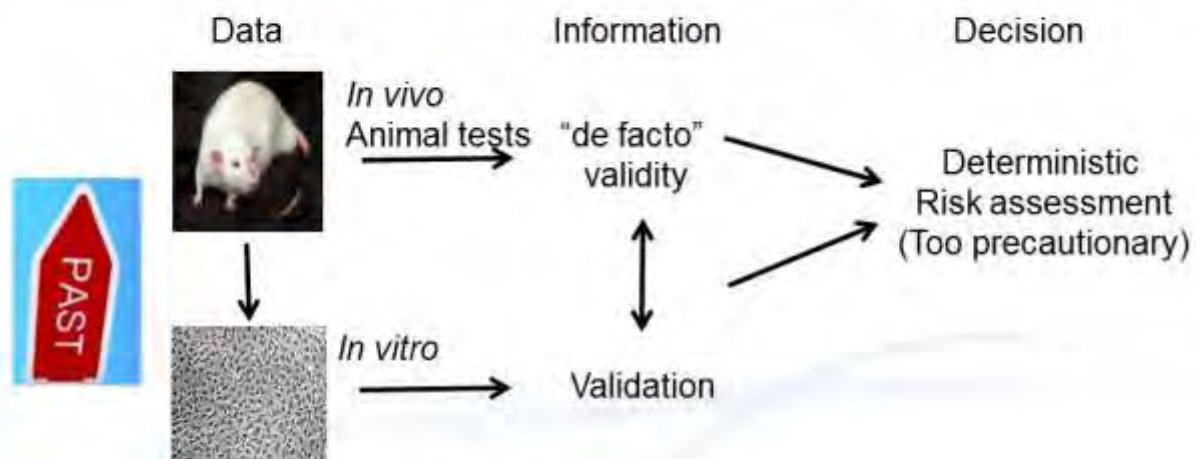 Data
Information
Decision
In vivo
Animal tests
"de facto"
validity
Deterministic
Risk assessment
(Too precautionary)
PAST
In vitro
Validation